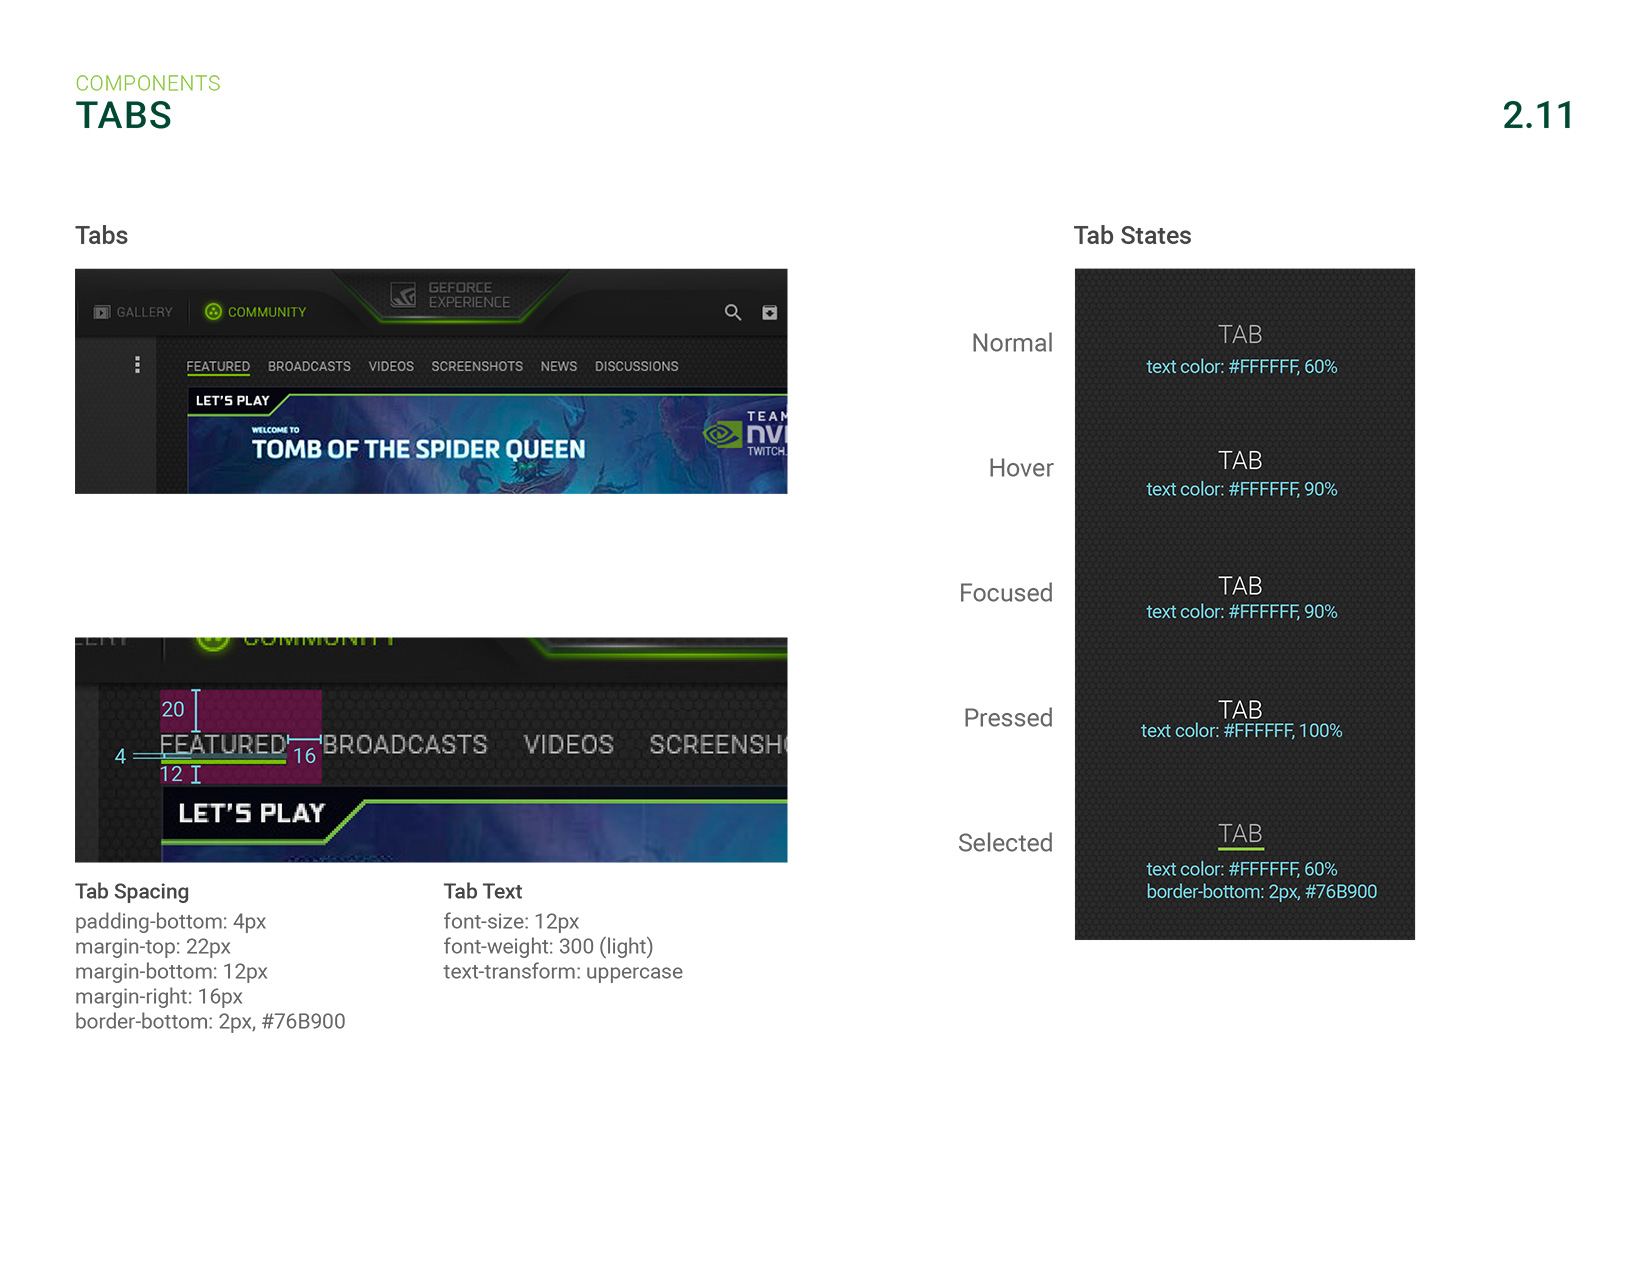 COMPONENTS
TABS
2.11
Tabs
GALLERY
COMMUNITY
GEFORCE
EXPERIENCE
FEATURED BROADCASTS VIDEOS SCREENSHOTS NEWS DISCUSSIONS
LET'S PLAY
WELCOME TO
TOMB OF THE SPIDER QUEEN
TEAM
NVI
TWITCH.
COMMUNITY
20
FEATURED BROADCASTS VIDEOS SCREENSH
4
16
12
LET'S PLAY
Tab Spacing
padding-bottom: 4px
margin-top: 22px
margin-bottom: 12px
margin-right: 16px
border-bottom: 2px, #76B900
Tab Text
font-size: 12px
font-weight: 300 (light)
text-transform: uppercase
Tab States
Normal
TAB
text color: #FFFFFF, 60%
Hover
TAB
text color: #FFFFFF, 90%
Focused
TAB
text color: #FFFFFF, 90%
Pressed
TAB
text color: #FFFFFF, 100%
Selected
TAB
text color: #FFFFFF, 60%
border-bottom: 2px, #76B900